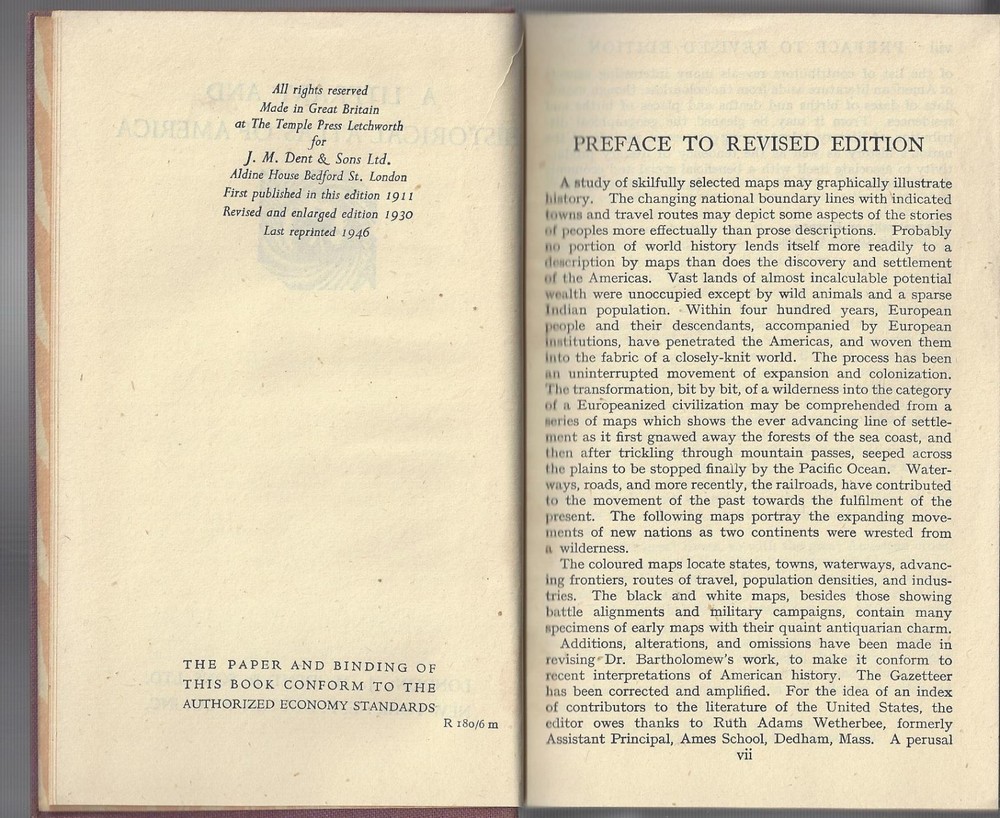 All rights reserved
Made in Great Britain
at The Temple Press Letchworth
for
J. M. Dent & Sons Ltd.
Aldine House Bedford St. London
First published in this edition 1911
Revised and enlarged edition 1930
Last reprinted 1946
THE PAPER AND BINDING OF
THIS BOOK CONFORM TO THE
AUTHORIZED ECONOMY STANDARDS
R 180/6 m
PREFACE TO REVISED EDITION
A study of skilfully selected maps may graphically illustrate
history. The changing national boundary lines with indicated
towns and travel routes may depict some aspects of the stories
of peoples more effectually than prose descriptions. Probably
no portion of world history lends itself more readily to a
description by maps than does the discovery and settlement
of the Americas. Vast lands of almost incalculable potential
wealth were unoccupied except by wild animals and a sparse
Indian population. Within four hundred years, European
people and their descendants, accompanied by European
institutions, have penetrated the Americas, and woven them
into the fabric of a closely-knit world. The process has been
an uninterrupted movement of expansion and colonization.
The transformation, bit by bit, of a wilderness into the category
of a Europeanized civilization may be comprehended from a
series of maps which shows the ever advancing line of settle-
ment as it first gnawed away the forests of the sea coast, and
then after trickling through mountain passes, seeped across
the plains to be stopped finally by the Pacific Ocean. Water-
ways, roads, and more recently, the railroads, have contributed
to the movement of the past towards the fulfilment of the
present. The following maps portray the expanding move-
ments of new nations as two continents were wrested from
a wilderness.
The coloured maps locate states, towns, waterways, advanc-
ing frontiers, routes of travel, population densities, and indus-
tries. The black and white maps, besides those showing
battle alignments and military campaigns, contain many
specimens of early maps with their quaint antiquarian charm.
Additions, alterations, and omissions have been made in
revising Dr. Bartholomew's work, to make it conform to
recent interpretations of American history. The Gazetteer
has been corrected and amplified. For the idea of an index
of contributors to the literature of the United States, the
editor owes thanks to Ruth Adams Wetherbee, formerly
Assistant Principal, Ames School, Dedham, Mass. A perusal
vii